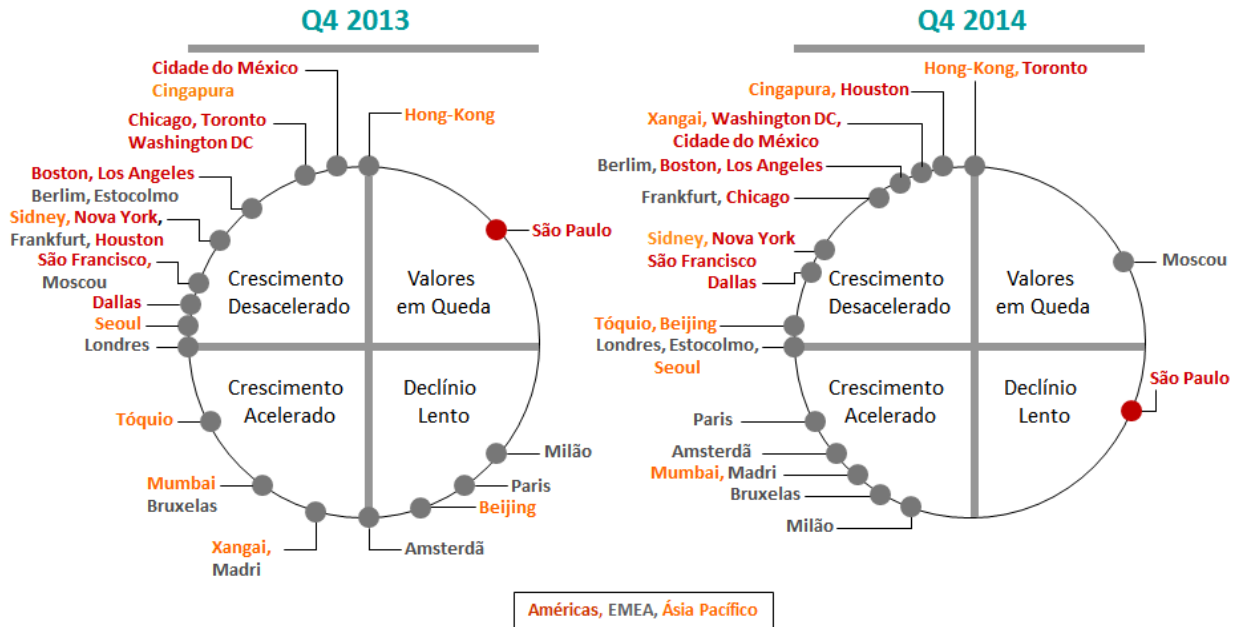 Q4 2013
Cidade do México
Cingapura
Hong-Kong
Chicago, Toronto
Washington DC
Boston, Los Angeles
Berlim, Estocolmo
Sidney, Nova York,
Frankfurt, Houston
São Francisco,
Moscou
Dallas
Seoul
Londres
São Paulo
Crescimento
Desacelerado
Valores
em Queda
Crescimento
Acelerado
Declínio
Lento
Tóquio
Mumbai
Bruxelas
Xangai,
Madri
Milão
Paris
Beijing
Amsterdã
Q4 2014
Hong-Kong, Toronto
Cingapura, Houston
Xangai, Washington DC,
Cidade do México
Berlim, Boston, Los Angeles
Frankfurt, Chicago
Sidney, Nova York
São Francisco
Dallas
Tóquio, Beijing
Londres, Estocolmo,
Seoul
Moscou
Crescimento
Desacelerado
Valores
em Queda
Crescimento
Acelerado
Declínio
Lento
São Paulo
Paris
Amsterdã
Mumbai, Madri
Bruxelas
Milão
Américas, EMEA, Ásia Pacífico